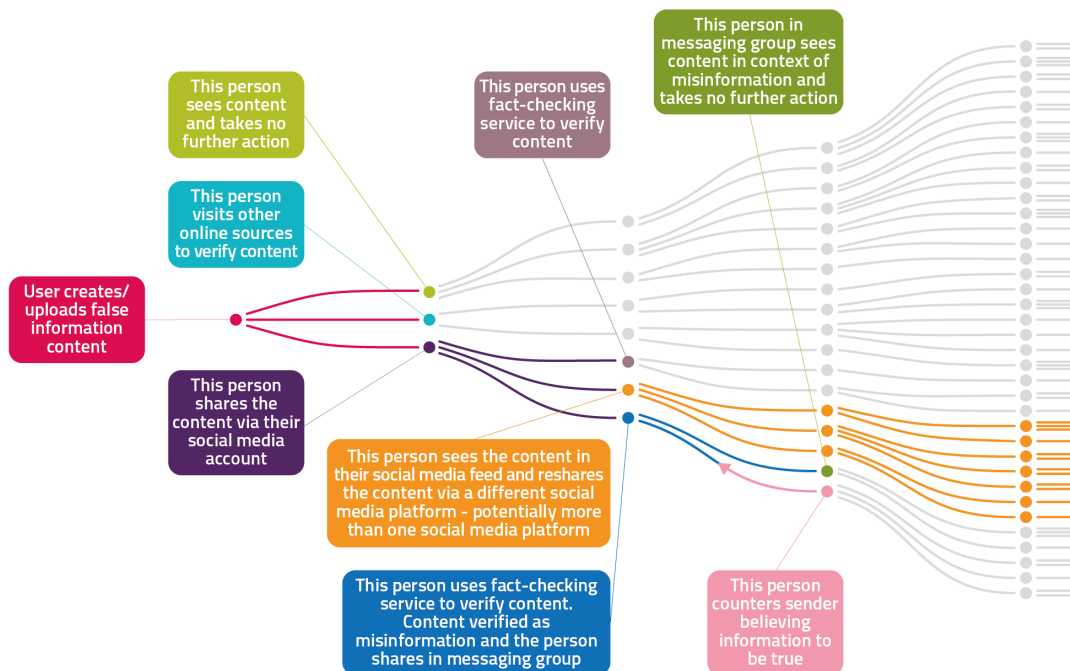 This person
sees content
and takes no
further action
This person
visits other
online sources
to verify content
User creates/
uploads false
information
content
This person
shares the
content via their
social media
account
This person uses
fact-checking
service to verify
content
This person in
messaging group sees
content in context of
misinformation and
takes no further action
This person sees the content in
their social media feed and reshares
the content via a different social
media platform - potentially more
than one social media platform
This person uses fact-checking
service to verify content.
Content verified as
misinformation and the person
shares in messaging group
This person
counters sender
believing
information to
be true